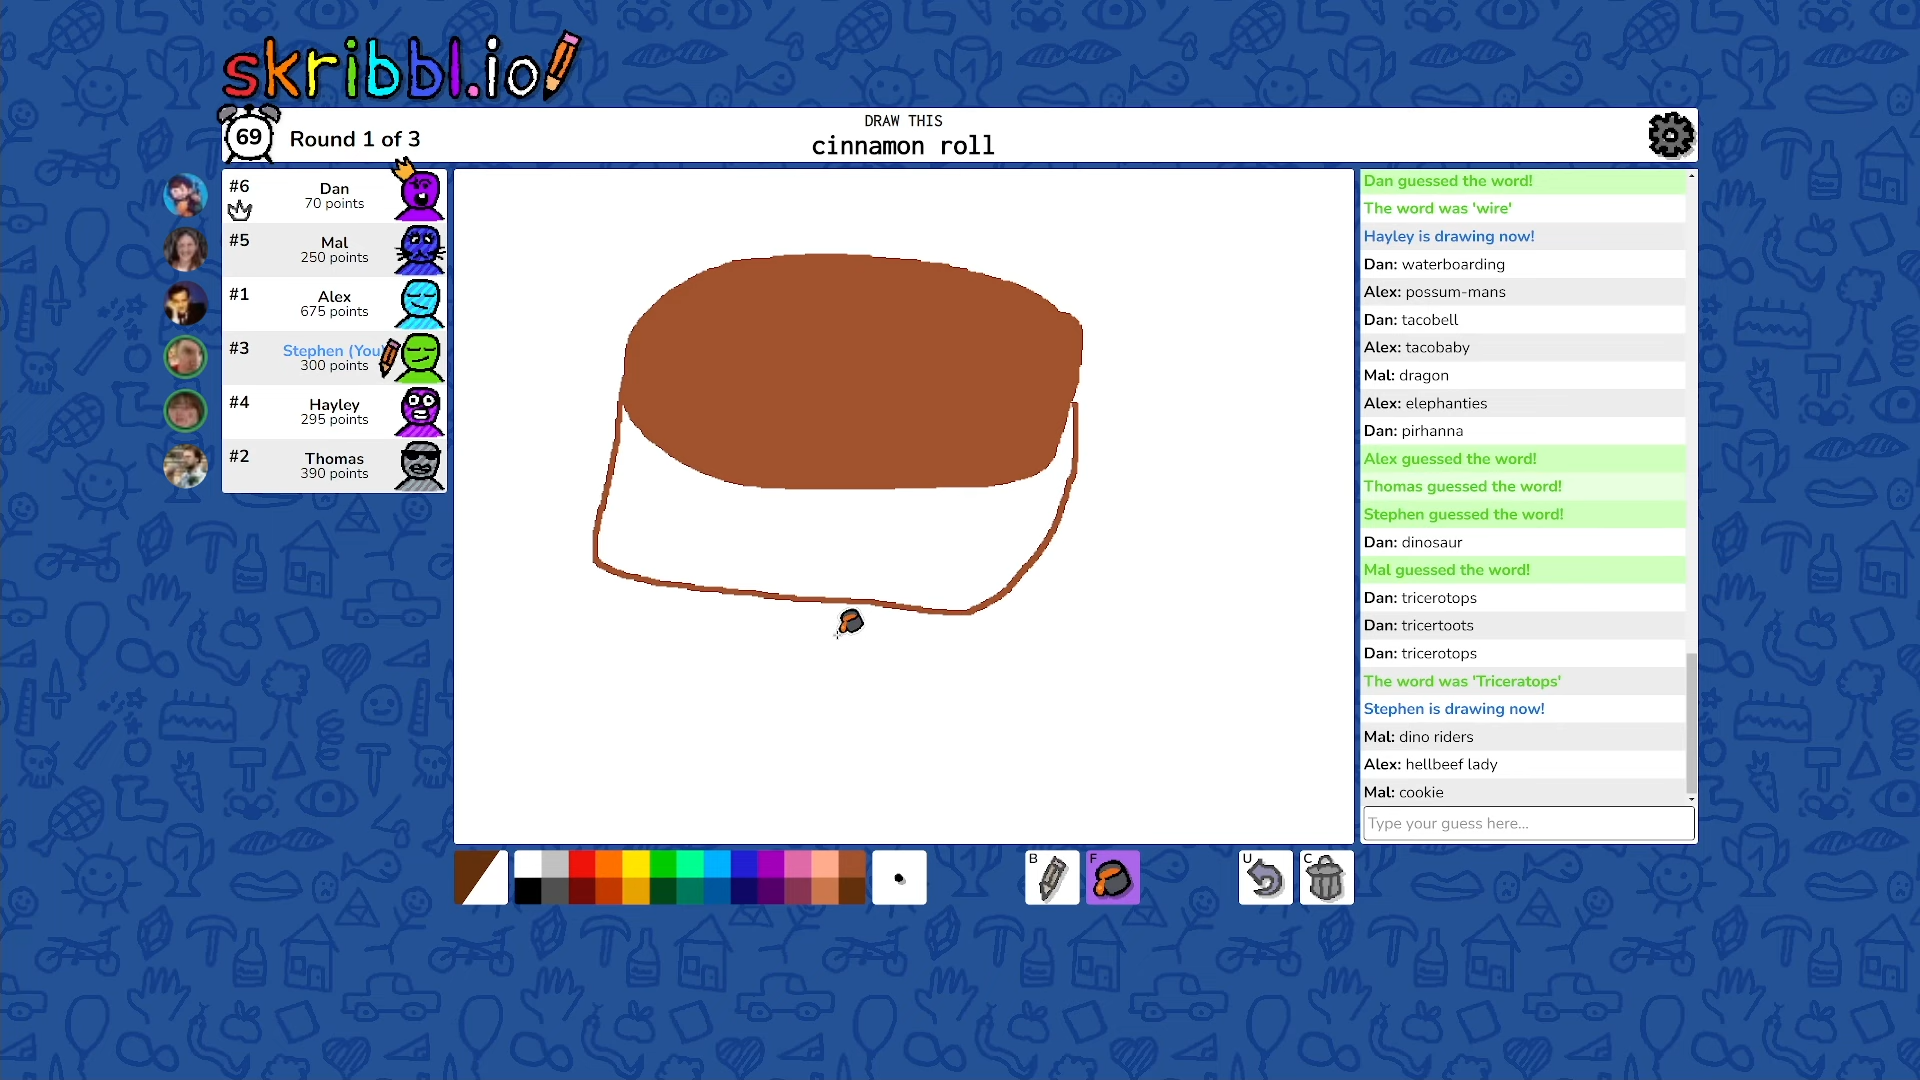 skribbl.io
69
Round 1 of 3
DRAW THIS
cinnamon roll
#6
Dan
70 points
#5
Mal
250 points
#1
Alex
675 points
#3
Stephen (You)
300 points
#4
Hayley
295 points
#2
Thomas
390 points
Dan guessed the word!
The word was 'wire'
Hayley is drawing now!
Dan: waterboarding
Alex: possum-mans
Dan: tacobell
Alex: tacobaby
Mal: dragon
Alex: elephanties
Dan: pirhanna
Alex guessed the word!
Thomas guessed the word!
Stephen guessed the word!
Dan: dinosaur
Mal guessed the word!
Dan: tricerotops
Dan: tricertoots
Dan: tricerotops
The word was 'Triceratops'
Stephen is drawing now!
Mal: dino riders
Alex: hellbeef lady
Mal: cookie
Type your guess here...
B
F
U
C